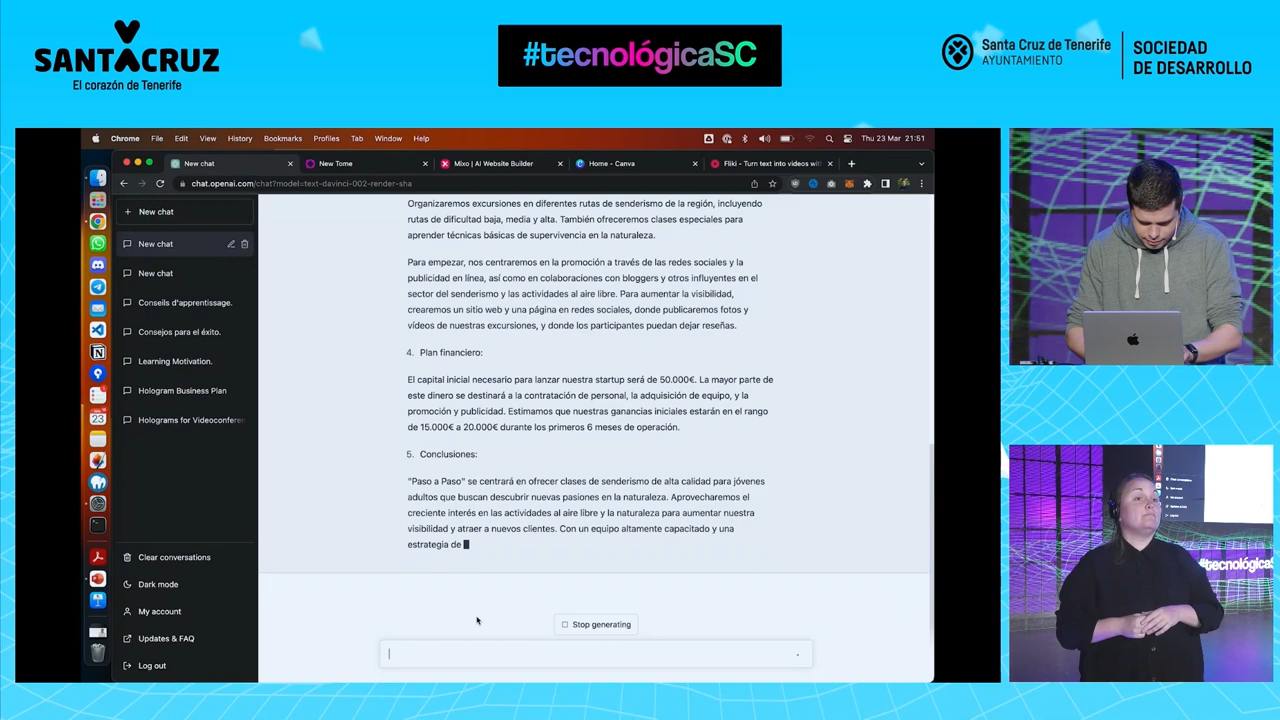 SANTACRUZ
El corazón de Tenerife
#tecnológicaSC
Santa Cruz de Tenerife
AYUNTAMIENTO
SOCIEDAD
DE DESARROLLO
Chrome File Edit View History Bookmarks Profiles Tab Window Help
Thu 23 Mar 21:51
New chat
New Tome
Mixo | AI Website Builder
Home - Canva
Fliki - Turn text into videos with
chat.openai.com/chat?model=text-davinci-002-render-sha
+ New chat
New chat
New chat
Conseils d'apprentissage.
Consejos para el éxito.
Learning Motivation.
Hologram Business Plan
Holograms for Videoconferen
Clear conversations
Dark mode
My account
Updates & FAQ
Log out
23
Organizaremos excursiones en diferentes rutas de senderismo de la región, incluyendo
rutas de dificultad baja, media y alta. También ofreceremos clases especiales para
aprender técnicas básicas de supervivencia en la naturaleza.
Para empezar, nos centraremos en la promoción a través de las redes sociales y la
publicidad en línea, así como en colaboraciones con bloggers y otros influyentes en el
sector del senderismo y las actividades al aire libre. Para aumentar la visibilidad,
crearemos un sitio web y una página en redes sociales, donde publicaremos fotos y
vídeos de nuestras excursiones, y donde los participantes puedan dejar reseñas.
4. Plan financiero:
El capital inicial necesario para lanzar nuestra startup será de 50.000€. La mayor parte de
este dinero se destinará a la contratación de personal, la adquisición de equipo, y la
promoción y publicidad. Estimamos que nuestras ganancias iniciales estarán en el rango
de 15.000€ a 20.000€ durante los primeros 6 meses de operación.
5. Conclusiones:
"Paso a Paso" se centrará en ofrecer clases de senderismo de alta calidad para jóvenes
adultos que buscan descubrir nuevas pasiones en la naturaleza. Aprovecharemos el
creciente interés en las actividades al aire libre y la naturaleza para aumentar nuestra
visibilidad y atraer a nuevos clientes. Con un equipo altamente capacitado y una
estrategia de
Stop generating
#tecnológicaS